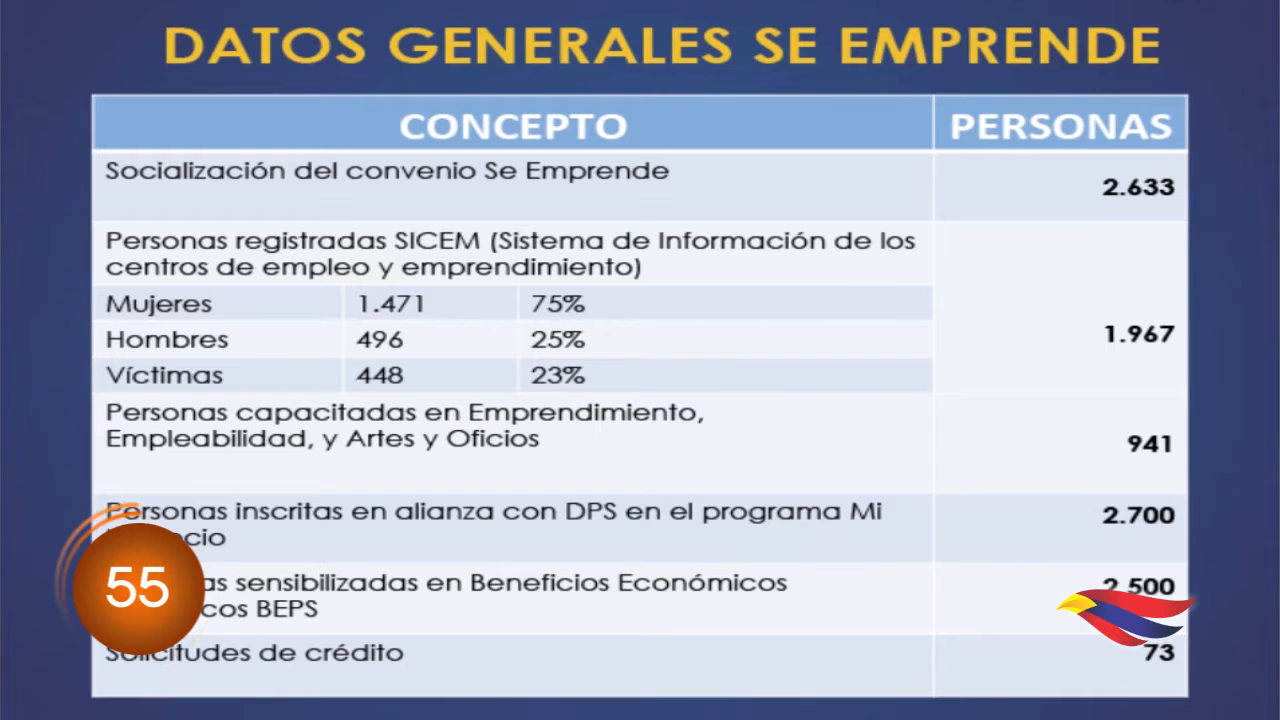 DATOS GENERALES SE EMPRENDE
CONCEPTO PERSONAS
Socialización del convenio Se Emprende 2.633
Personas registradas SICEM (Sistema de Información de los
centros de empleo y emprendimiento)
Mujeres 1.471 75%
Hombres 496 25%
1.967
Víctimas 448 23%
Personas capacitadas en Emprendimiento,
Empleabilidad, y Artes y Oficios 941
Personas inscritas en alianza con DPS en el programa Mi 2.700
sensibilizadas en Beneficios Económicos 2.500
BEPS
Solicitudes de crédito 73
55